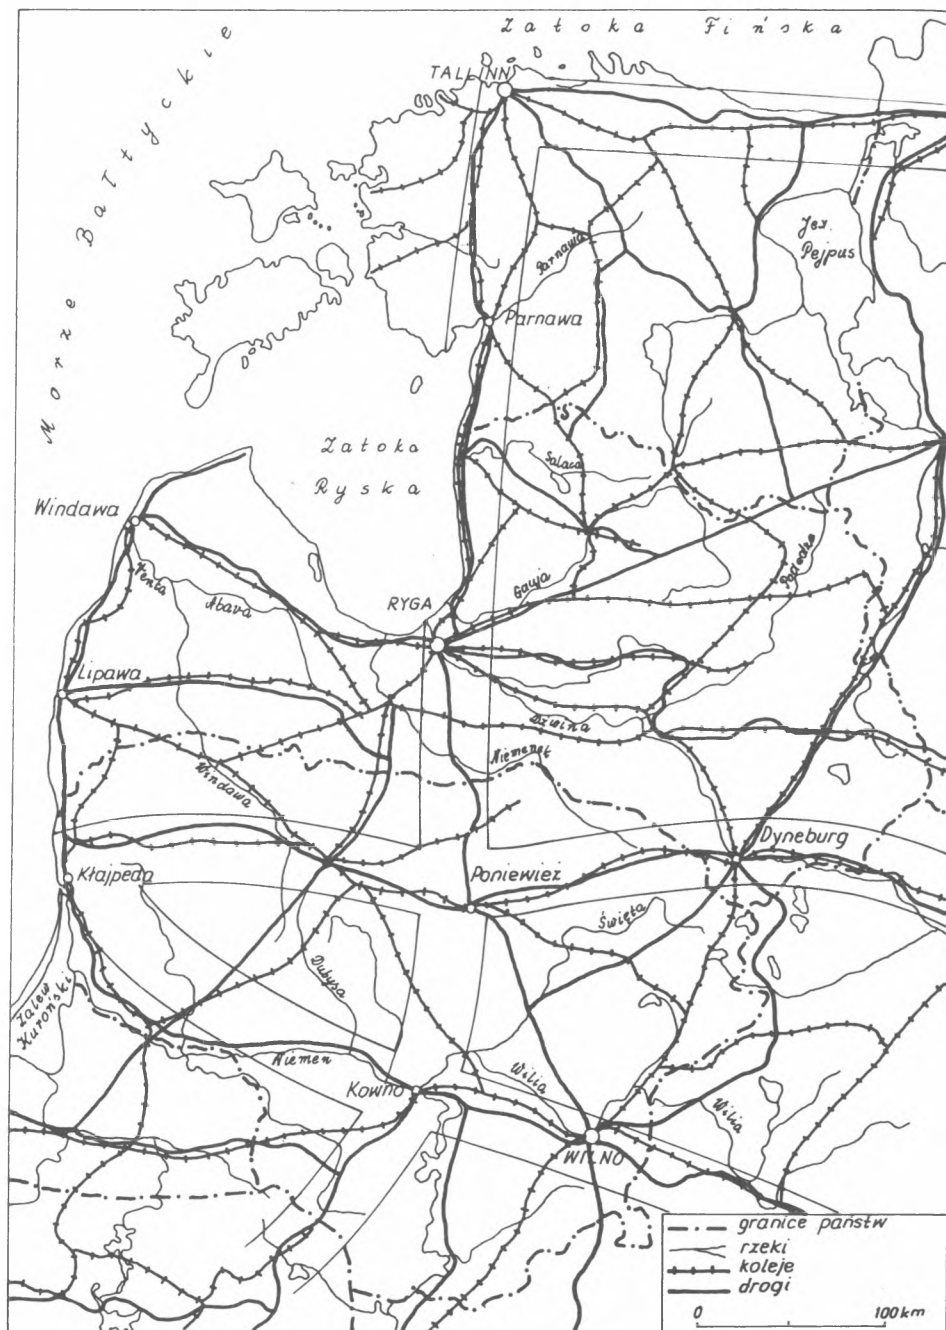 Zatoka Fińska
Morze Bałtyckie
TALLINN
Jez.
Pejpus
Parnawa
Parnawa
Zatoka
Ryska
Salaca
Windawa
Venta
Abava
RYGA
Gauja
Lipawa
Dźwina
Niemenek
Windawa
Dyneburg
Kłajpeda
Poniewież
Święta
Dubysa
Zalew
Kuroński
Niemen
Wilia
Kowno
Wilia
WILNO
granice państw
rzeki
koleje
drogi
0 100 km